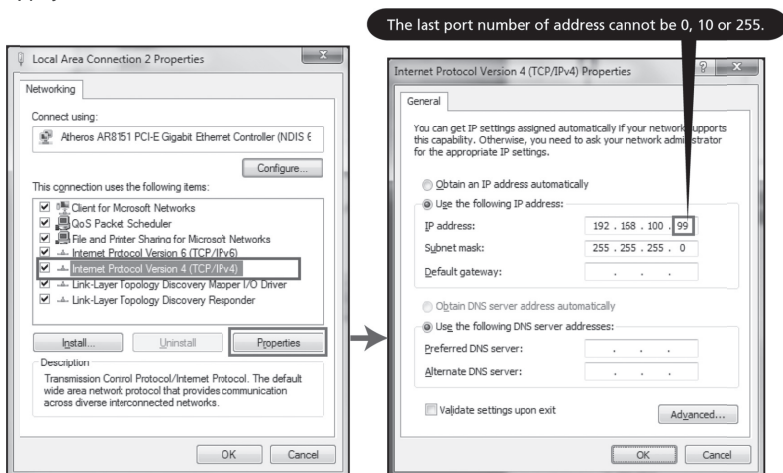 The last port number of address cannot be 0, 10 or 255.
Local Area Connection 2 Properties
Networking
Connect using:
Atheros AR8151 PCI-E Gigabit Ethernet Controller (NDIS 6
Configure...
This connection uses the following items:
Client for Microsoft Networks
QoS Packet Scheduler
File and Printer Sharing for Microsoft Networks
Internet Protocol Version 6 (TCP/IPv6)
Internet Protocol Version 4 (TCP/IPv4)
Link-Layer Topology Discovery Mapper I/O Driver
Link-Layer Topology Discovery Responder
Install...
Uninstall
Properties
Description
Transmission Control Protocol/Internet Protocol. The default
wide area network protocol that provides communication
across diverse interconnected networks.
OK
Cancel
Internet Protocol Version 4 (TCP/IPv4) Properties
General
You can get IP settings assigned automatically if your network supports
this capability. Otherwise, you need to ask your network administrator
for the appropriate IP settings.
Obtain an IP address automatically
Use the following IP address:
IP address:
192 . 168 . 100 . 99
Subnet mask:
255 . 255 . 255 . 0
Default gateway:
Obtain DNS server address automatically
Use the following DNS server addresses:
Preferred DNS server:
Alternate DNS server:
Validate settings upon exit
Advanced...
OK
Cancel